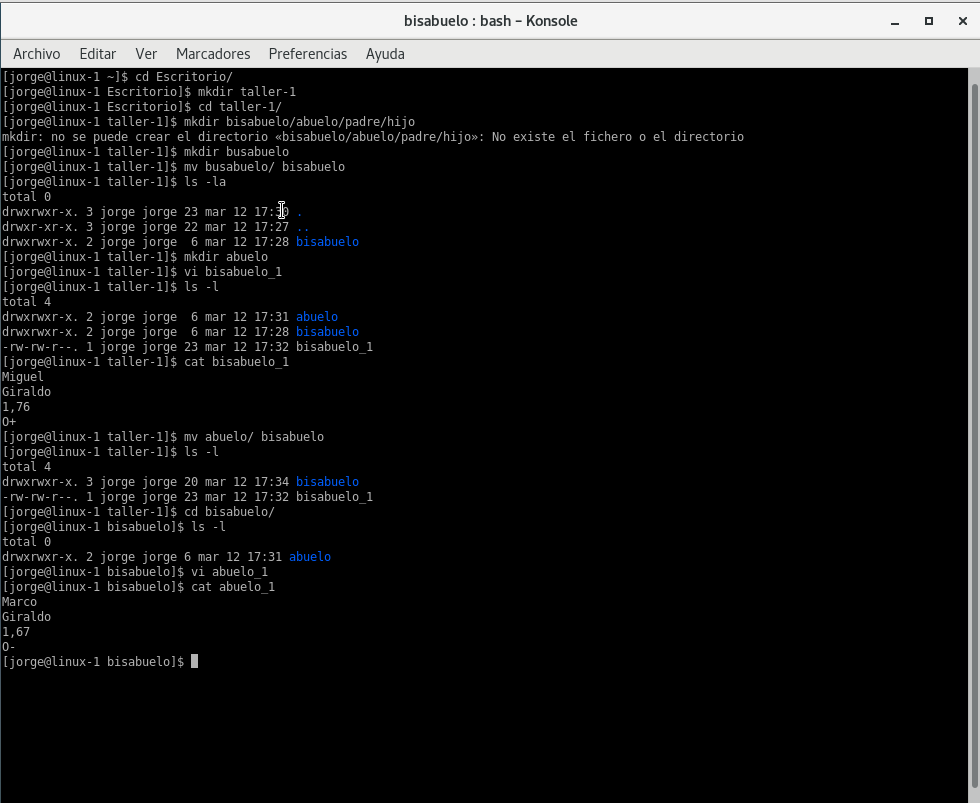 bisabuelo : bash – Konsole
Archivo Editar Ver Marcadores Preferencias Ayuda
[jorge@linux-1 ~]$ cd Escritorio/
[jorge@linux-1 Escritorio]$ mkdir taller-1
[jorge@linux-1 Escritorio]$ cd taller-1/
[jorge@linux-1 taller-1]$ mkdir bisabuelo/abuelo/padre/hijo
mkdir: no se puede crear el directorio «bisabuelo/abuelo/padre/hijo»: No existe el fichero o el directorio
[jorge@linux-1 taller-1]$ mkdir busabuelo
[jorge@linux-1 taller-1]$ mv busabuelo/ bisabuelo
[jorge@linux-1 taller-1]$ ls -la
total 0
drwxrwxr-x. 3 jorge jorge 23 mar 12 17:30 .
drwxr-xr-x. 3 jorge jorge 22 mar 12 17:27 ..
drwxrwxr-x. 2 jorge jorge  6 mar 12 17:28 bisabuelo
[jorge@linux-1 taller-1]$ mkdir abuelo
[jorge@linux-1 taller-1]$ vi bisabuelo_1
[jorge@linux-1 taller-1]$ ls -l
total 4
drwxrwxr-x. 2 jorge jorge  6 mar 12 17:31 abuelo
drwxrwxr-x. 2 jorge jorge  6 mar 12 17:28 bisabuelo
-rw-rw-r--. 1 jorge jorge 23 mar 12 17:32 bisabuelo_1
[jorge@linux-1 taller-1]$ cat bisabuelo_1
Miguel
Giraldo
1,76
O+
[jorge@linux-1 taller-1]$ mv abuelo/ bisabuelo
[jorge@linux-1 taller-1]$ ls -l
total 4
drwxrwxr-x. 3 jorge jorge 20 mar 12 17:34 bisabuelo
-rw-rw-r--. 1 jorge jorge 23 mar 12 17:32 bisabuelo_1
[jorge@linux-1 taller-1]$ cd bisabuelo/
[jorge@linux-1 bisabuelo]$ ls -l
total 0
drwxrwxr-x. 2 jorge jorge 6 mar 12 17:31 abuelo
[jorge@linux-1 bisabuelo]$ vi abuelo_1
[jorge@linux-1 bisabuelo]$ cat abuelo_1
Marco
Giraldo
1,67
O-
[jorge@linux-1 bisabuelo]$